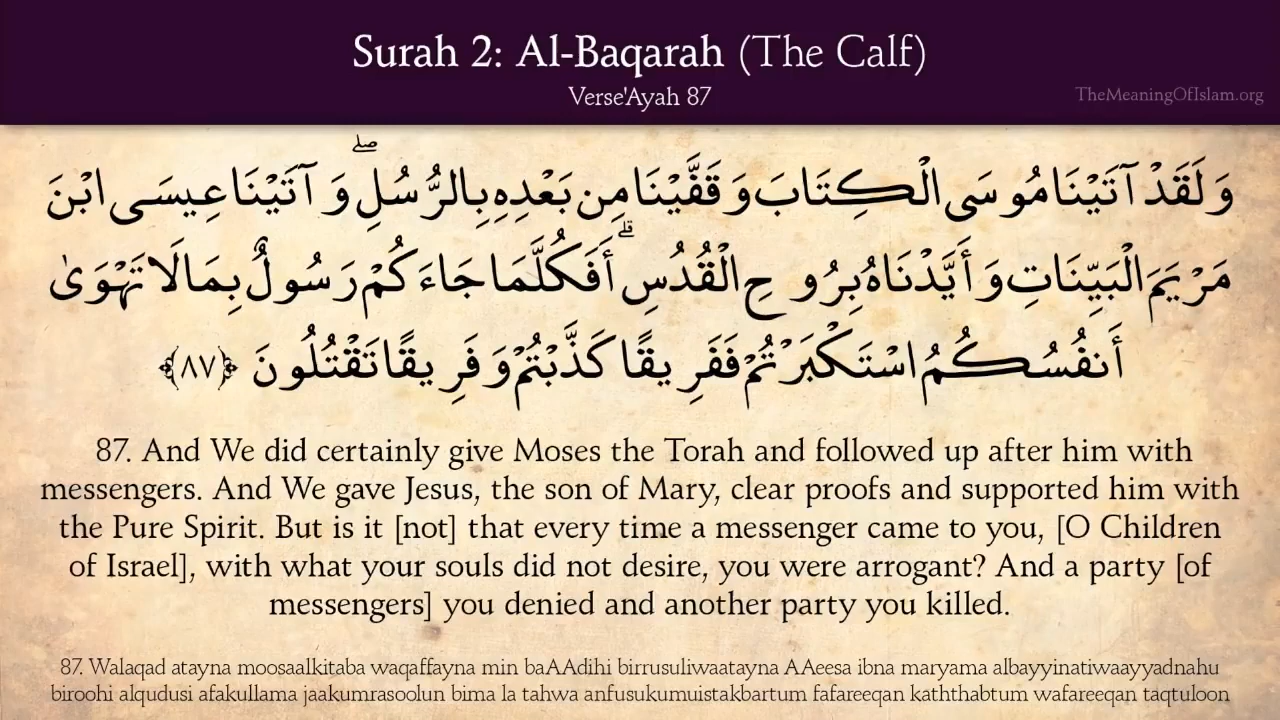 Surah 2: Al-Baqarah (The Calf)
Verse'Ayah 87
TheMeaningOfIslam.org
وَلَقَدْ آتَيْنَا مُوسَى الْكِتَابَ وَقَفَّيْنَا مِن بَعْدِهِ بِالرُّسُلِ ۖ وَآتَيْنَا عِيسَى ابْنَ
مَرْيَمَ الْبَيِّنَاتِ وَأَيَّدْنَاهُ بِرُوحِ الْقُدُسِ ۗ أَفَكُلَّمَا جَاءَكُمْ رَسُولٌ بِمَا لَا تَهْوَىٰ
أَنفُسُكُمُ اسْتَكْبَرْتُمْ فَفَرِيقًا كَذَّبْتُمْ وَفَرِيقًا تَقْتُلُونَ ﴿٨٧﴾
87. And We did certainly give Moses the Torah and followed up after him with
messengers. And We gave Jesus, the son of Mary, clear proofs and supported him with
the Pure Spirit. But is it [not] that every time a messenger came to you, [O Children
of Israel], with what your souls did not desire, you were arrogant? And a party [of
messengers] you denied and another party you killed.
87. Walaqad atayna moosaalkitaba waqaffayna min baAAdihi birrusuliwaatayna AAeesa ibna maryama albayyinatiwaayyadnahu
biroohi alqudusi afakullama jaakumrasoolun bima la tahwa anfusukumuistakbartum fafareeqan kaththabtum wafareeqan taqtuloon